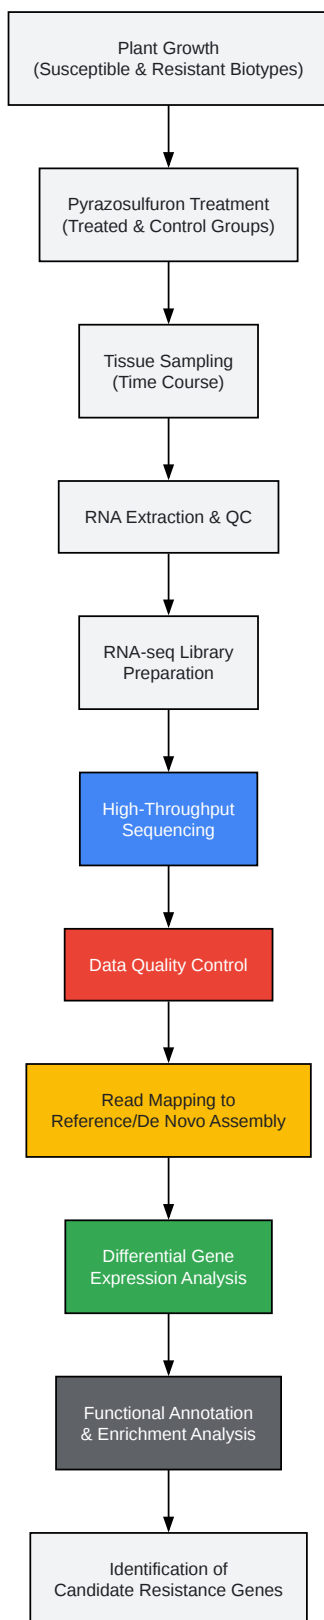 Plant Growth
(Susceptible & Resistant Biotypes)
Pyrazosulfuron Treatment
(Treated & Control Groups)
Tissue Sampling
(Time Course)
RNA Extraction & QC
RNA-seq Library
Preparation
High-Throughput
Sequencing
Data Quality Control
Read Mapping to
Reference/De Novo Assembly
Differential Gene
Expression Analysis
Functional Annotation
& Enrichment Analysis
Identification of
Candidate Resistance Genes